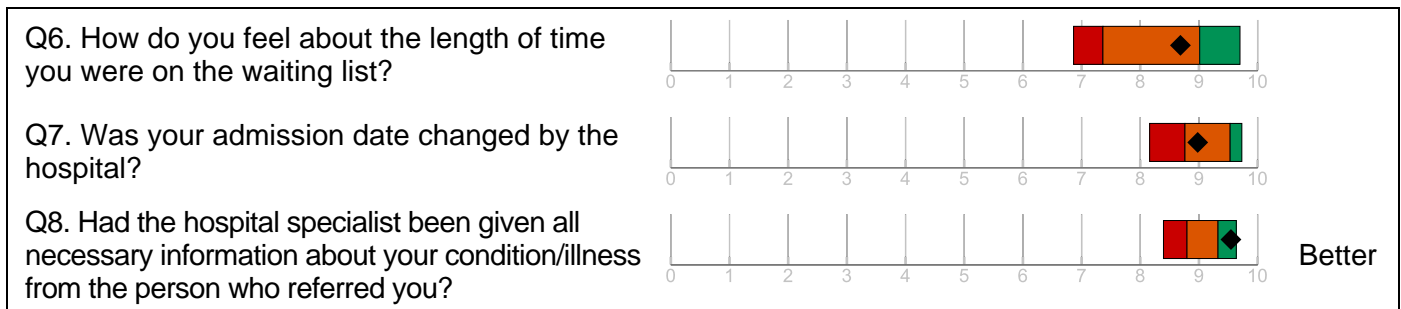 Q6. How do you feel about the length of time
you were on the waiting list?
0 1 2 3 4 5 6 7 8 9 10
Q7. Was your admission date changed by the
hospital?
0 1 2 3 4 5 6 7 8 9 10
Q8. Had the hospital specialist been given all
necessary information about your condition/illness
from the person who referred you?
0 1 2 3 4 5 6 7 8 9 10
Better